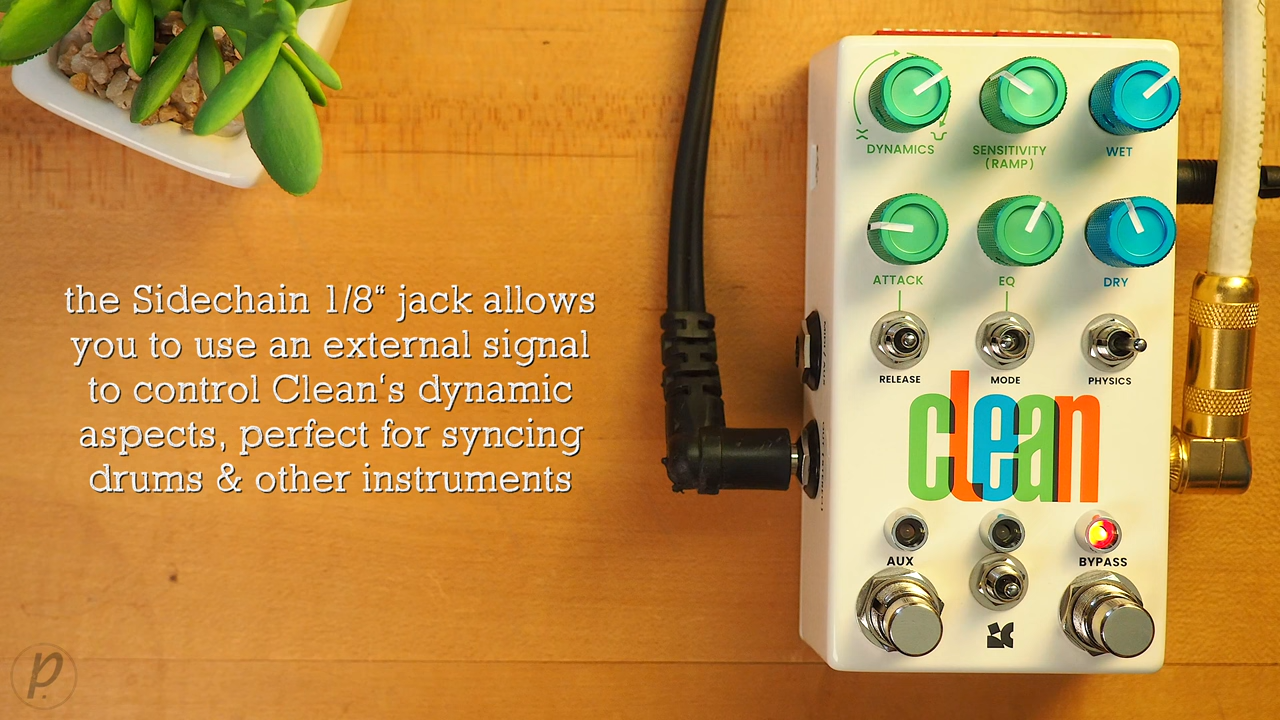 the Sidechain 1/8“ jack allows
you to use an external signal
to control Clean‘s dynamic
aspects, perfect for syncing
drums & other instruments
DYNAMICS
SENSITIVITY
(RAMP)
WET
ATTACK
EQ
DRY
RELEASE
MODE
PHYSICS
clean
AUX
BYPASS
p.